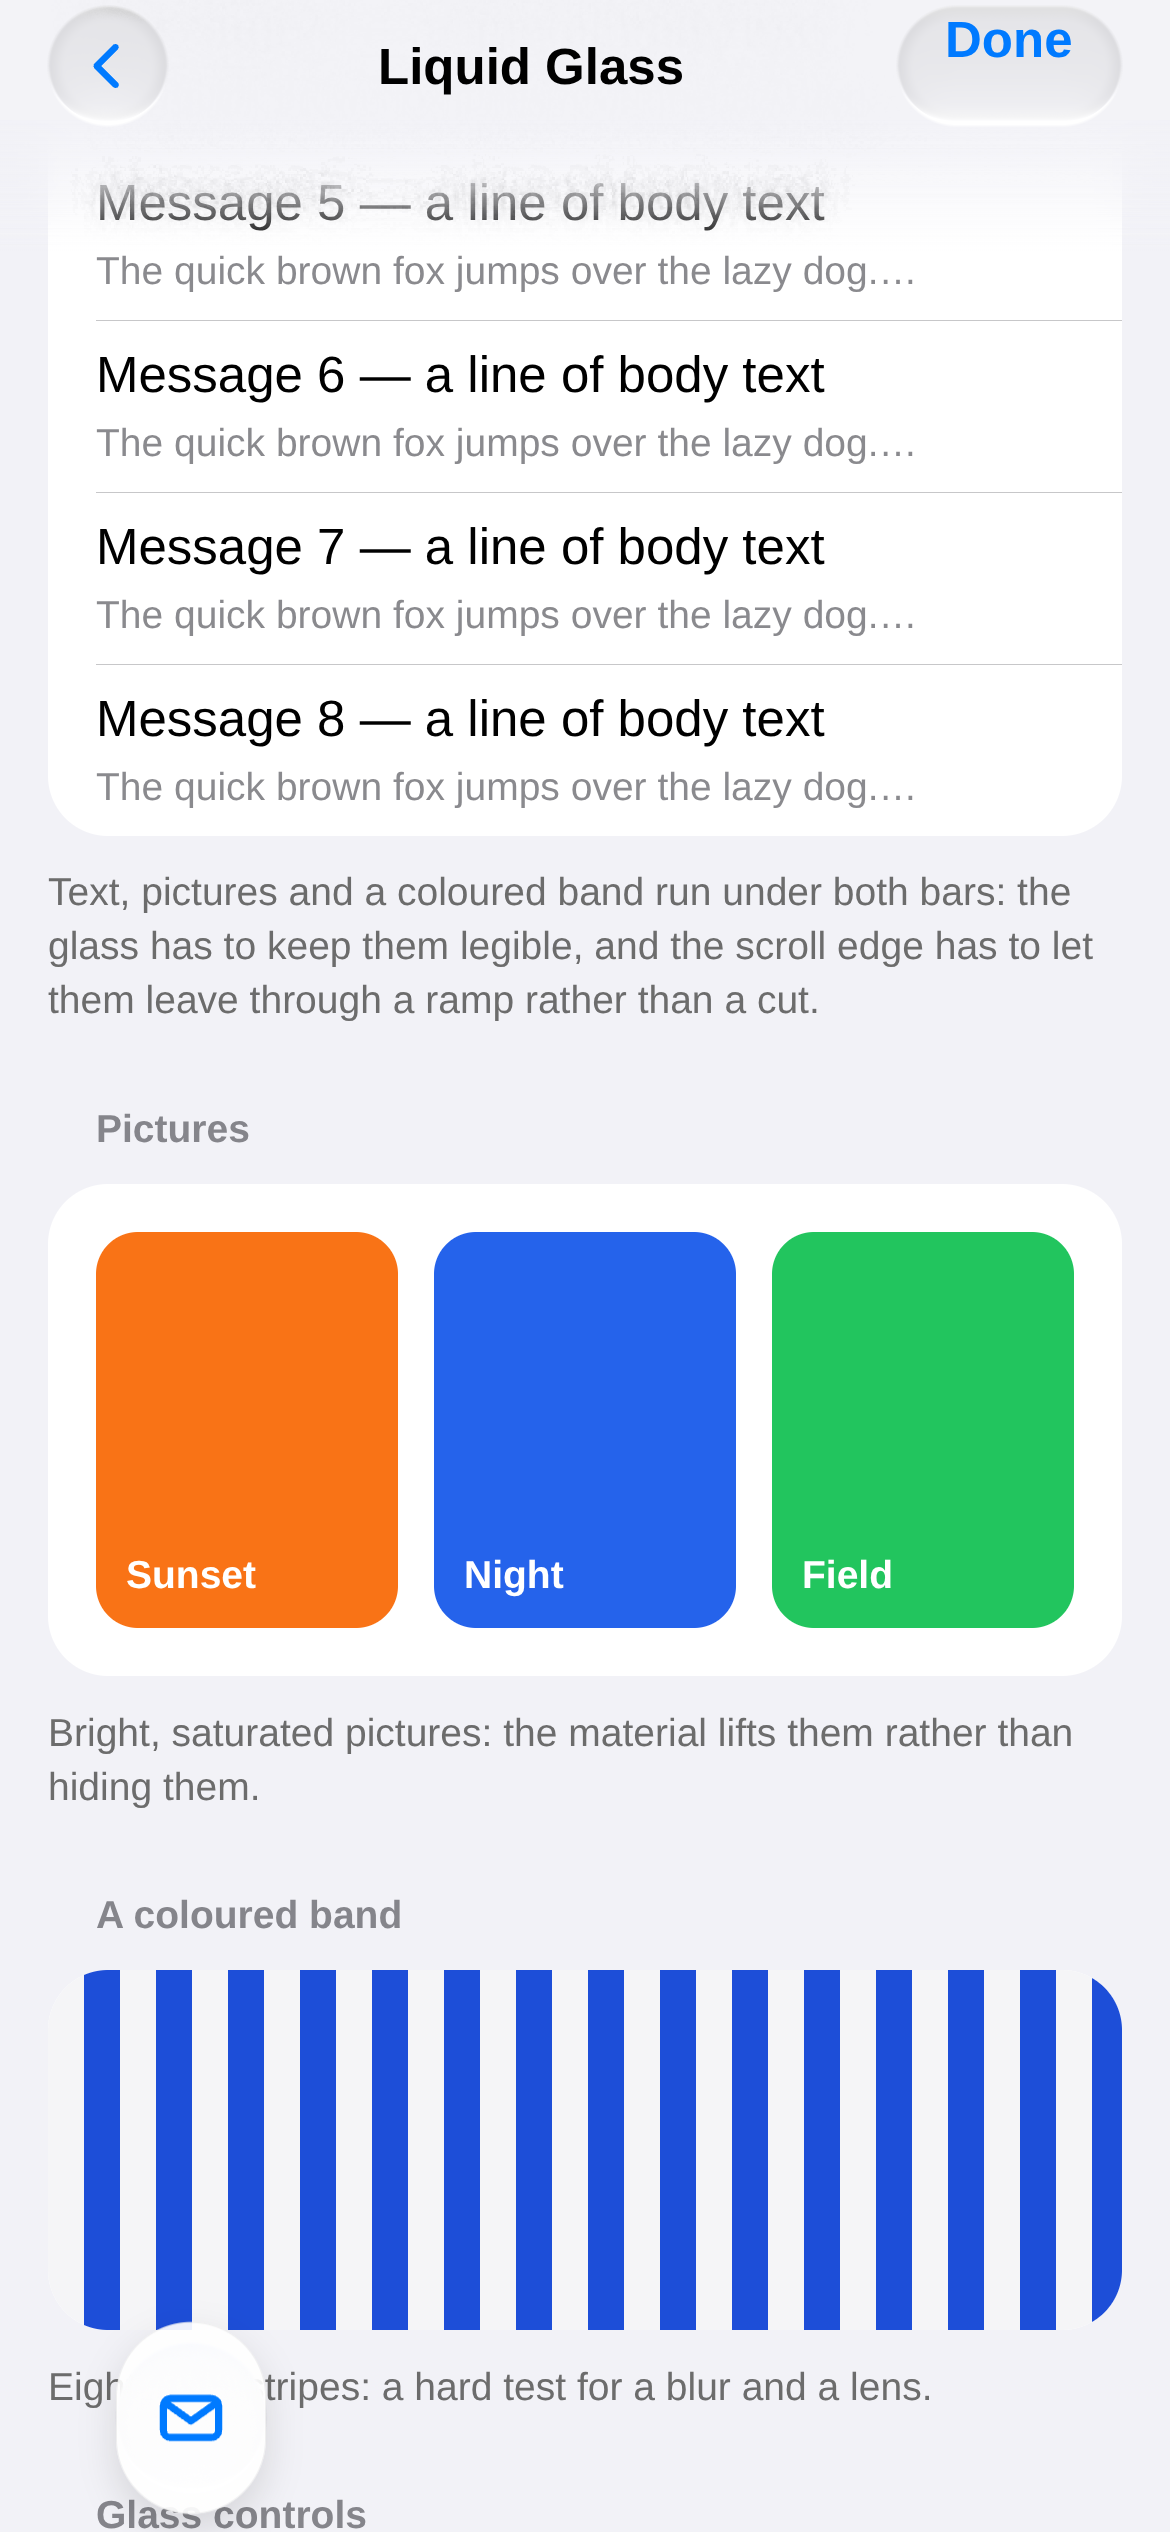 Liquid Glass
Done
Message 5 — a line of body text
The quick brown fox jumps over the lazy dog....
Message 6 — a line of body text
The quick brown fox jumps over the lazy dog....
Message 7 — a line of body text
The quick brown fox jumps over the lazy dog....
Message 8 — a line of body text
The quick brown fox jumps over the lazy dog....
Text, pictures and a coloured band run under both bars: the
glass has to keep them legible, and the scroll edge has to let
them leave through a ramp rather than a cut.
Pictures
Sunset
Night
Field
Bright, saturated pictures: the material lifts them rather than
hiding them.
A coloured band
a hard test for a blur and a lens.
Glass controls